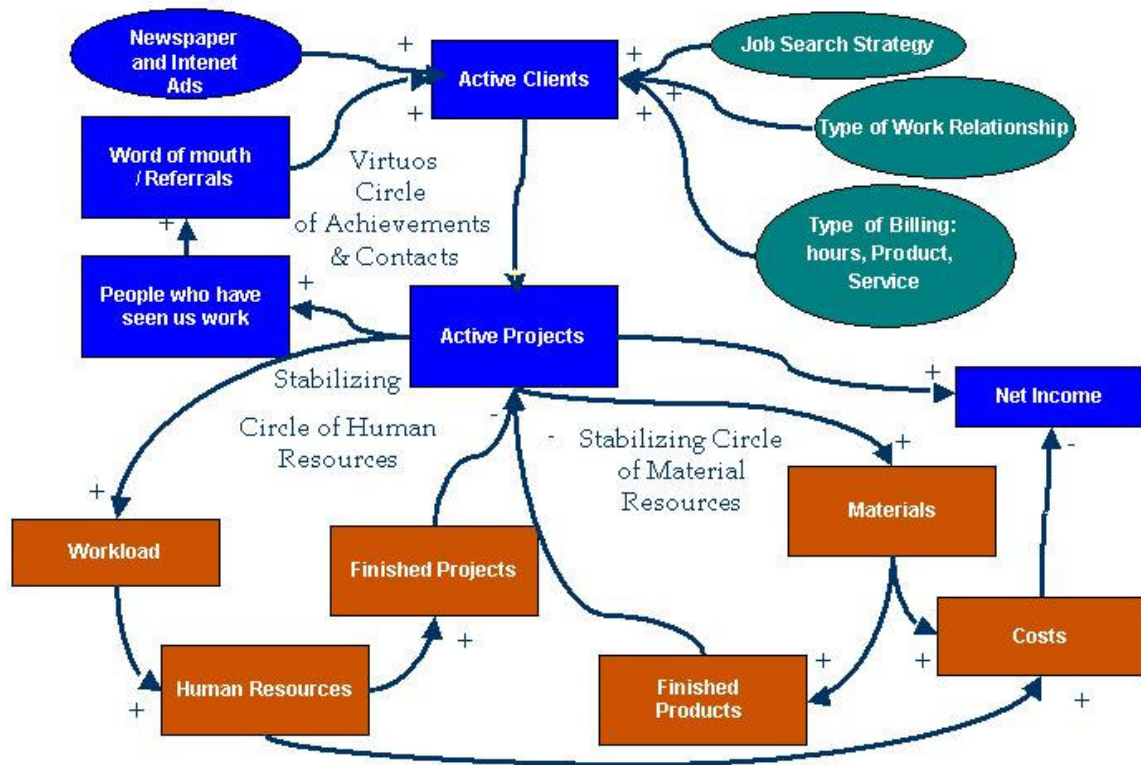 Newspaper
and Intenet
Ads
+
Active Clients
+
Job Search Strategy
+
+
+
Type of Work Relationship
Word of mouth
/ Referrals
Virtuos
Circle
of Achievements
& Contacts
+
Type of Billing:
hours, Product,
Service
People who have
seen us work
+
+
Active Projects
+
Net Income
Stabilizing
Circle of Human
Resources
-
-
Stabilizing Circle
of Material
Resources
+
-
Materials
+
Workload
Finished Projects
+
Human Resources
+
+
Finished
Products
+
Costs
+